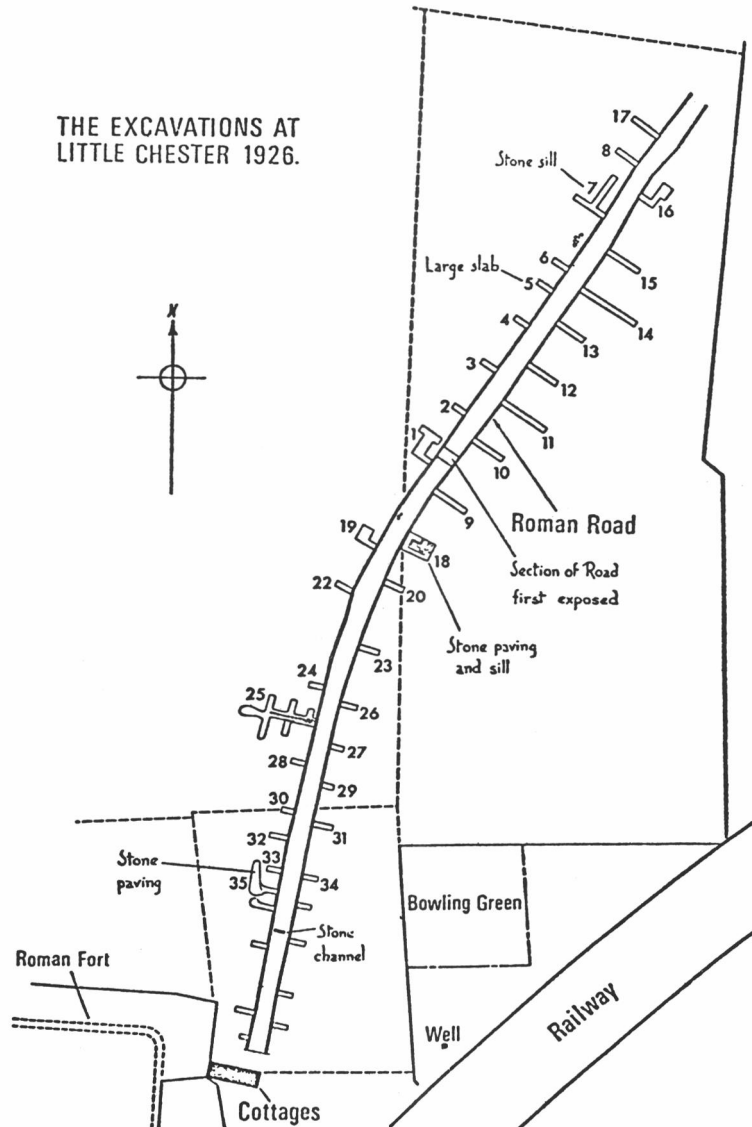 THE EXCAVATIONS AT
LITTLE CHESTER 1926.
17
8
Stone sill
7
16
6
15
Large slab
5
14
4
13
3
12
2
11
1
10
N
9
Roman Road
19
18
Section of Road
first exposed
22
20
Stone paving
and sill
23
24
25
26
27
28
29
30
31
32
Stone
paving
33
35
34
Bowling Green
Stone
channel
Roman Fort
Railway
Well
Cottages